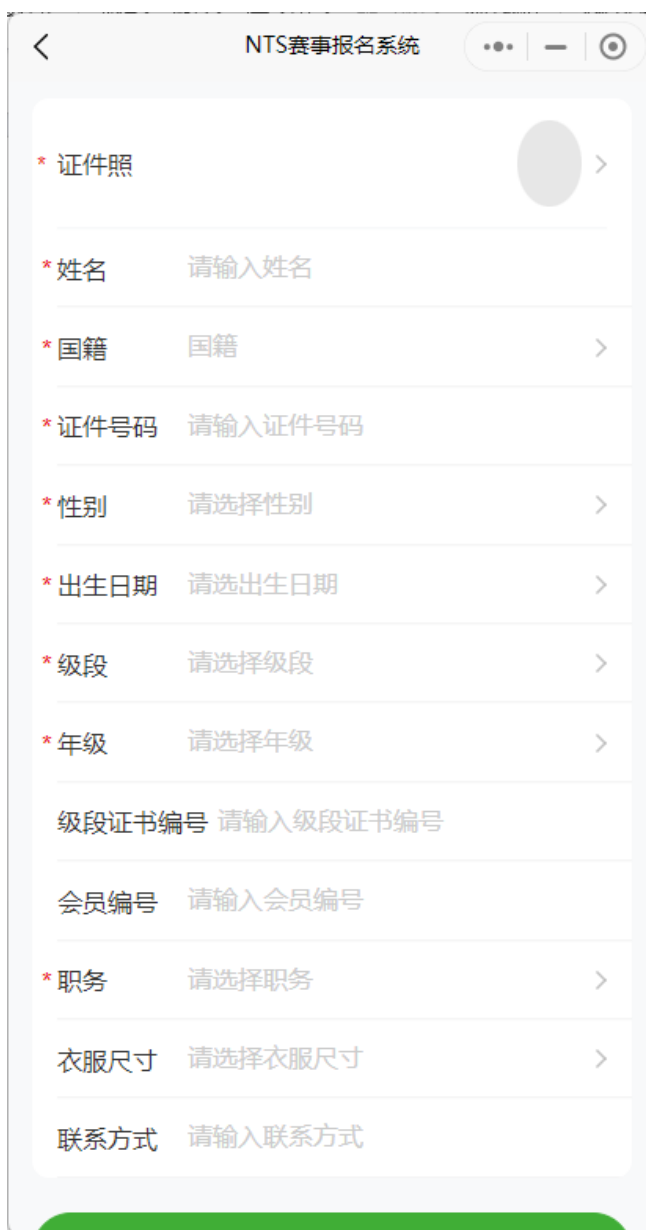 NTS赛事报名系统
* 证件照
* 姓名 请输入姓名
* 国籍 国籍
* 证件号码 请输入证件号码
* 性别 请选择性别
* 出生日期 请选出生日期
* 级段 请选择级段
* 年级 请选择年级
级段证书编号 请输入级段证书编号
会员编号 请输入会员编号
* 职务 请选择职务
衣服尺寸 请选择衣服尺寸
联系方式 请输入联系方式